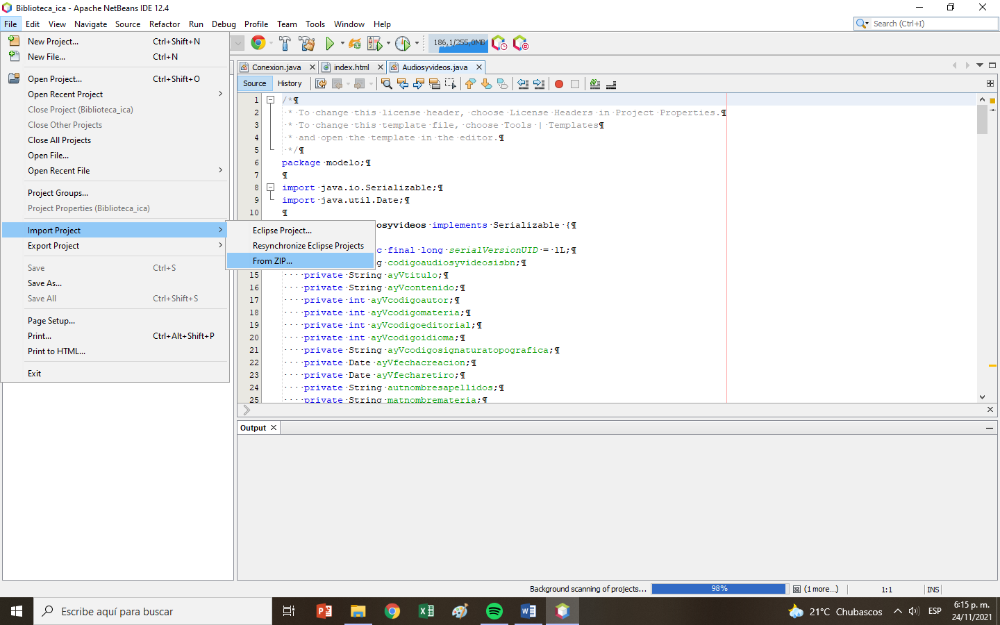 Biblioteca_ica - Apache NetBeans IDE 12.4
File Edit View Navigate Source Refactor Run Debug Profile Team Tools Window Help
Search (Ctrl+I)
New Project... Ctrl+Shift+N
New File... Ctrl+N
Open Project... Ctrl+Shift+O
Open Recent Project
Close Project (Biblioteca_ica)
Close Other Projects
Close All Projects
Open File...
Open Recent File
Project Groups...
Project Properties (Biblioteca_ica)
Import Project
Export Project
Save Ctrl+S
Save As...
Save All Ctrl+Shift+S
Page Setup...
Print... Ctrl+Alt+Shift+P
Print to HTML...
Exit
Eclipse Project...
Resynchronize Eclipse Projects
From ZIP...
186,1/255,0MB
Conexion.java index.html Audiosyvideos.java
Source History
1 /*¶
2 ·*·To·change·this·license·header,·choose·License·Headers·in·Project·Properties.¶
3 ·*·To·change·this·template·file,·choose·Tools·|·Templates¶
4 ·*·and·open·the·template·in·the·editor.¶
5 ·*/¶
6 package·modelo;¶
7 ¶
8 import·java.io.Serializable;¶
9 import·java.util.Date;¶
10 ¶
osyvideos·implements·Serializable·{¶
c·final·long·serialVersionUID·=·1L;¶
g·codigoaudiosyvideosisbn;¶
15 ····private·String·ayVtitulo;¶
16 ····private·String·ayVcontenido;¶
17 ····private·int·ayVcodigoautor;¶
18 ····private·int·ayVcodigomateria;¶
19 ····private·int·ayVcodigoeditorial;¶
20 ····private·int·ayVcodigoidioma;¶
21 ····private·String·ayVcodigosignaturatopografica;¶
22 ····private·Date·ayVfechacreacion;¶
23 ····private·Date·ayVfecharetiro;¶
24 ····private·String·autnombresapellidos;¶
25 ····private·String·matnombremateria;¶
Output
Background scanning of projects... 98% (1 more...) 1:1 INS
Escribe aquí para buscar
21°C Chubascos
ESP
6:15 p. m.
24/11/2021